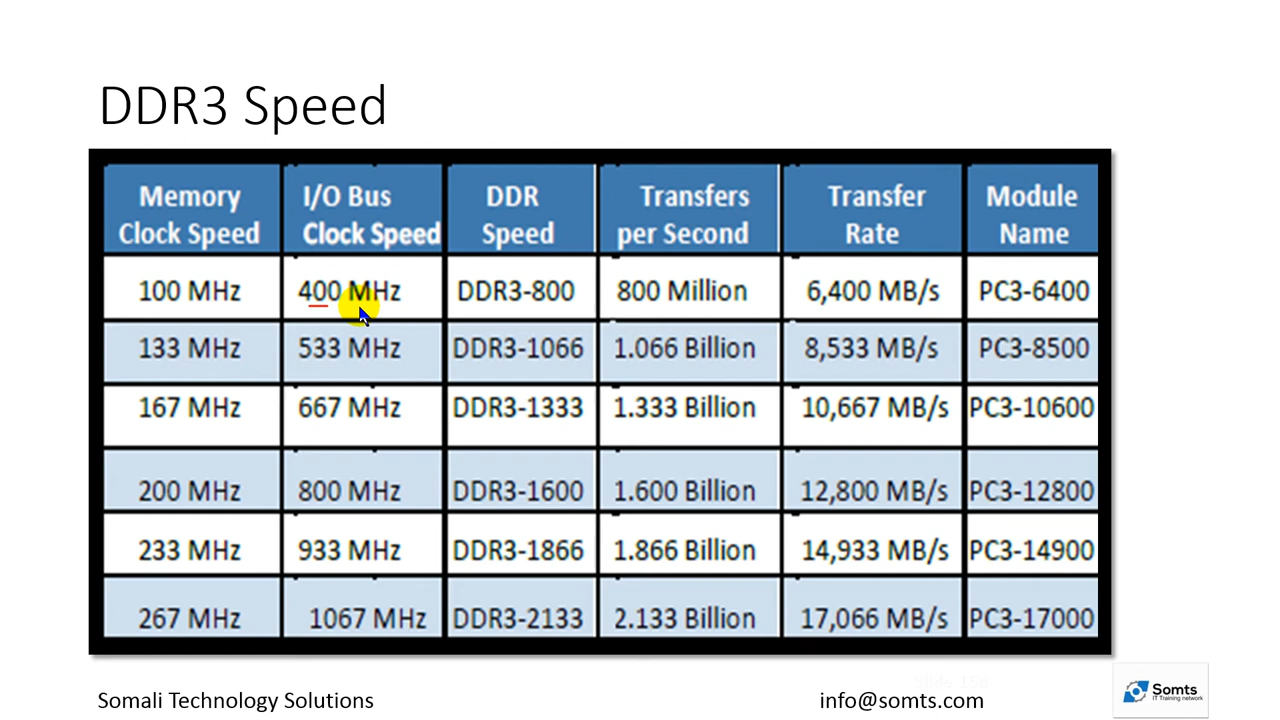 DDR3 Speed
Memory Clock Speed I/O Bus Clock Speed DDR Speed Transfers per Second Transfer Rate Module Name
100 MHz 400 MHz DDR3-800 800 Million 6,400 MB/s PC3-6400
133 MHz 533 MHz DDR3-1066 1.066 Billion 8,533 MB/s PC3-8500
167 MHz 667 MHz DDR3-1333 1.333 Billion 10,667 MB/s PC3-10600
200 MHz 800 MHz DDR3-1600 1.600 Billion 12,800 MB/s PC3-12800
233 MHz 933 MHz DDR3-1866 1.866 Billion 14,933 MB/s PC3-14900
267 MHz 1067 MHz DDR3-2133 2.133 Billion 17,066 MB/s PC3-17000
Somali Technology Solutions
info@somts.com
Somts
IT Training network